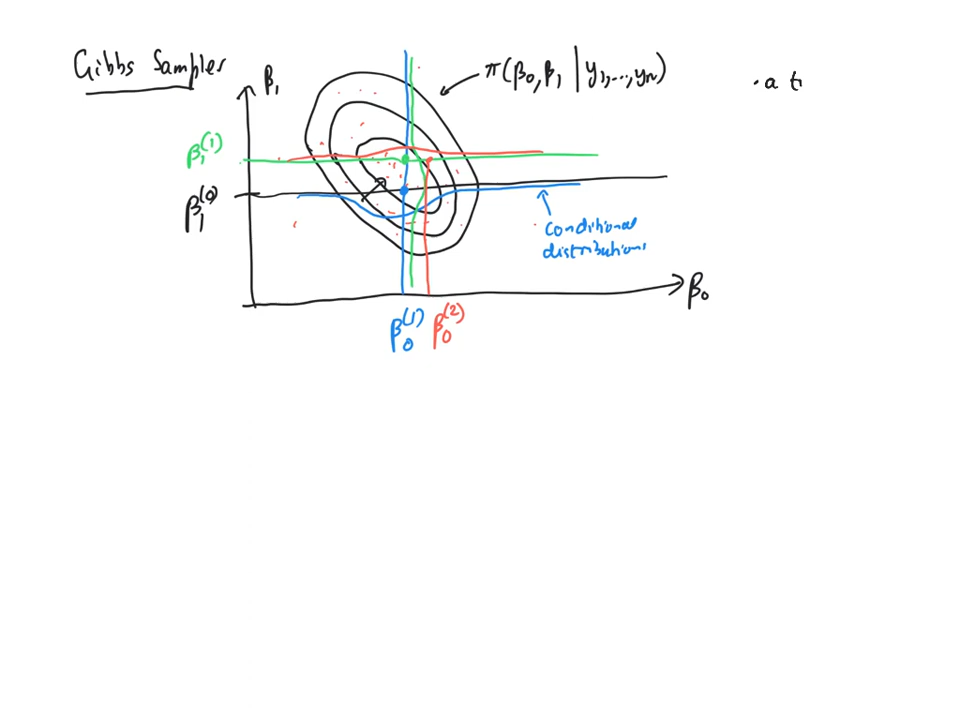 Gibbs Sampler
β₁
π(β₀, β₁ | y₁, ..., yₙ)
· a t
β₁⁽¹⁾
β₁⁽⁰⁾
conditional
distributions
β₀
β₀⁽¹⁾ β₀⁽²⁾